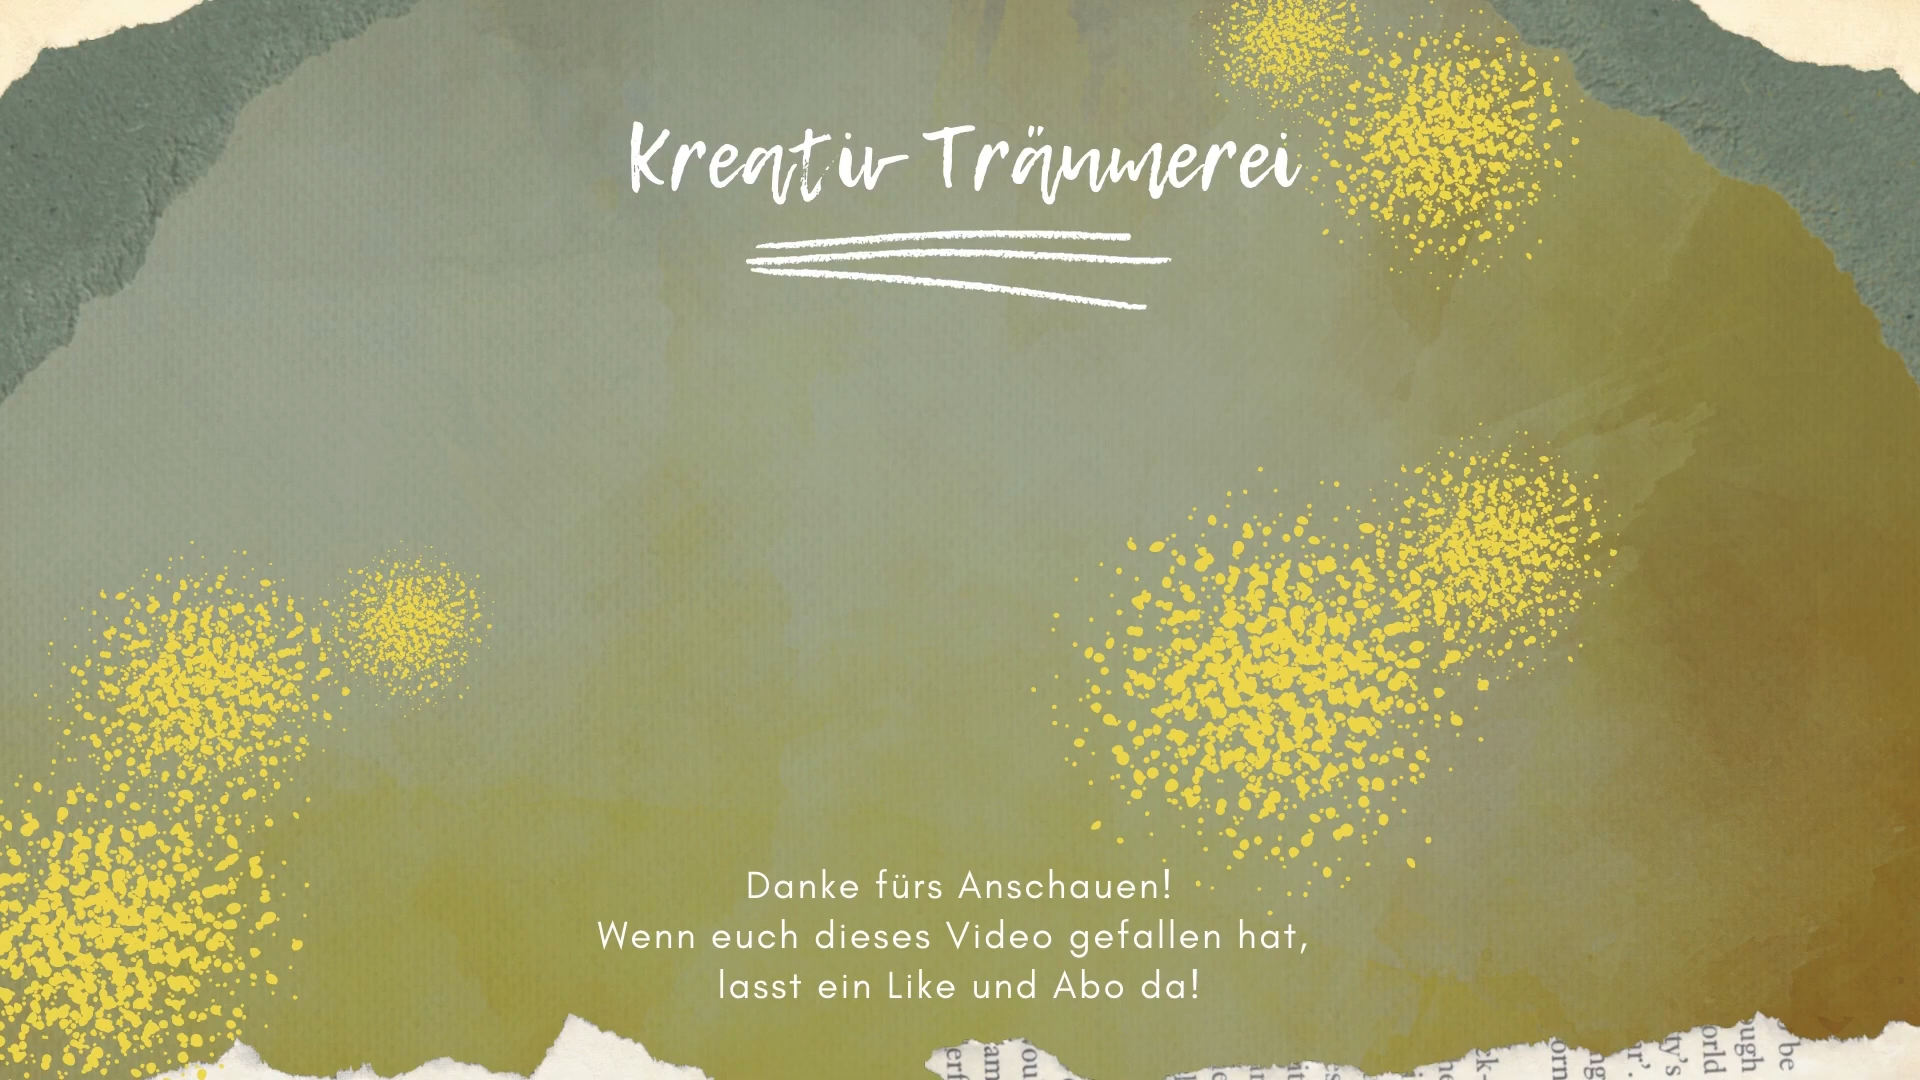 Kreativ Träumerei
Danke fürs Anschauen!
Wenn euch dieses Video gefallen hat,
lasst ein Like und Abo da!